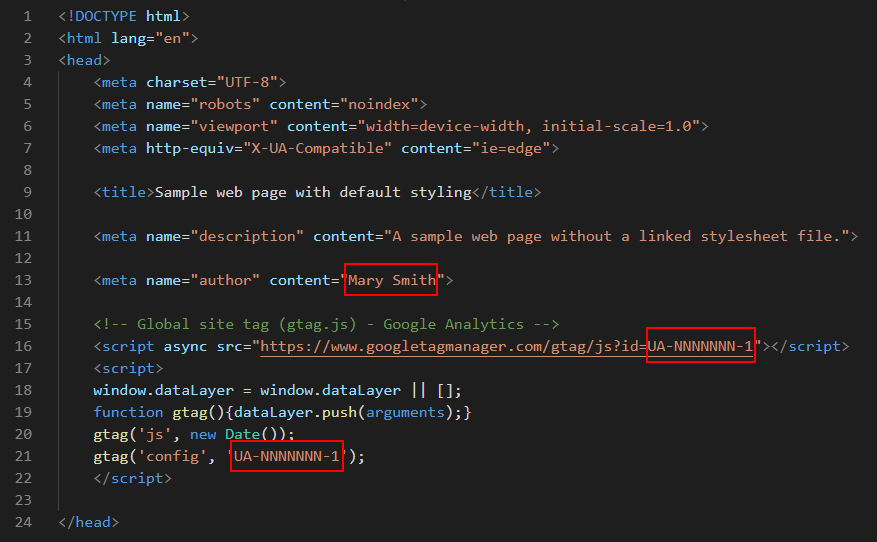 1 <!DOCTYPE html>
2 <html lang="en">
3 <head>
4 <meta charset="UTF-8">
5 <meta name="robots" content="noindex">
6 <meta name="viewport" content="width=device-width, initial-scale=1.0">
7 <meta http-equiv="X-UA-Compatible" content="ie=edge">
8
9 <title>Sample web page with default styling</title>
10
11 <meta name="description" content="A sample web page without a linked stylesheet file.">
12
13 <meta name="author" content="Mary Smith">
14
15 <!-- Global site tag (gtag.js) - Google Analytics -->
16 <script async src="https://www.googletagmanager.com/gtag/js?id=UA-NNNNNNN-1"></script>
17 <script>
18 window.dataLayer = window.dataLayer || [];
19 function gtag(){dataLayer.push(arguments);}
20 gtag('js', new Date());
21 gtag('config', 'UA-NNNNNNN-1');
22 </script>
23
24 </head>